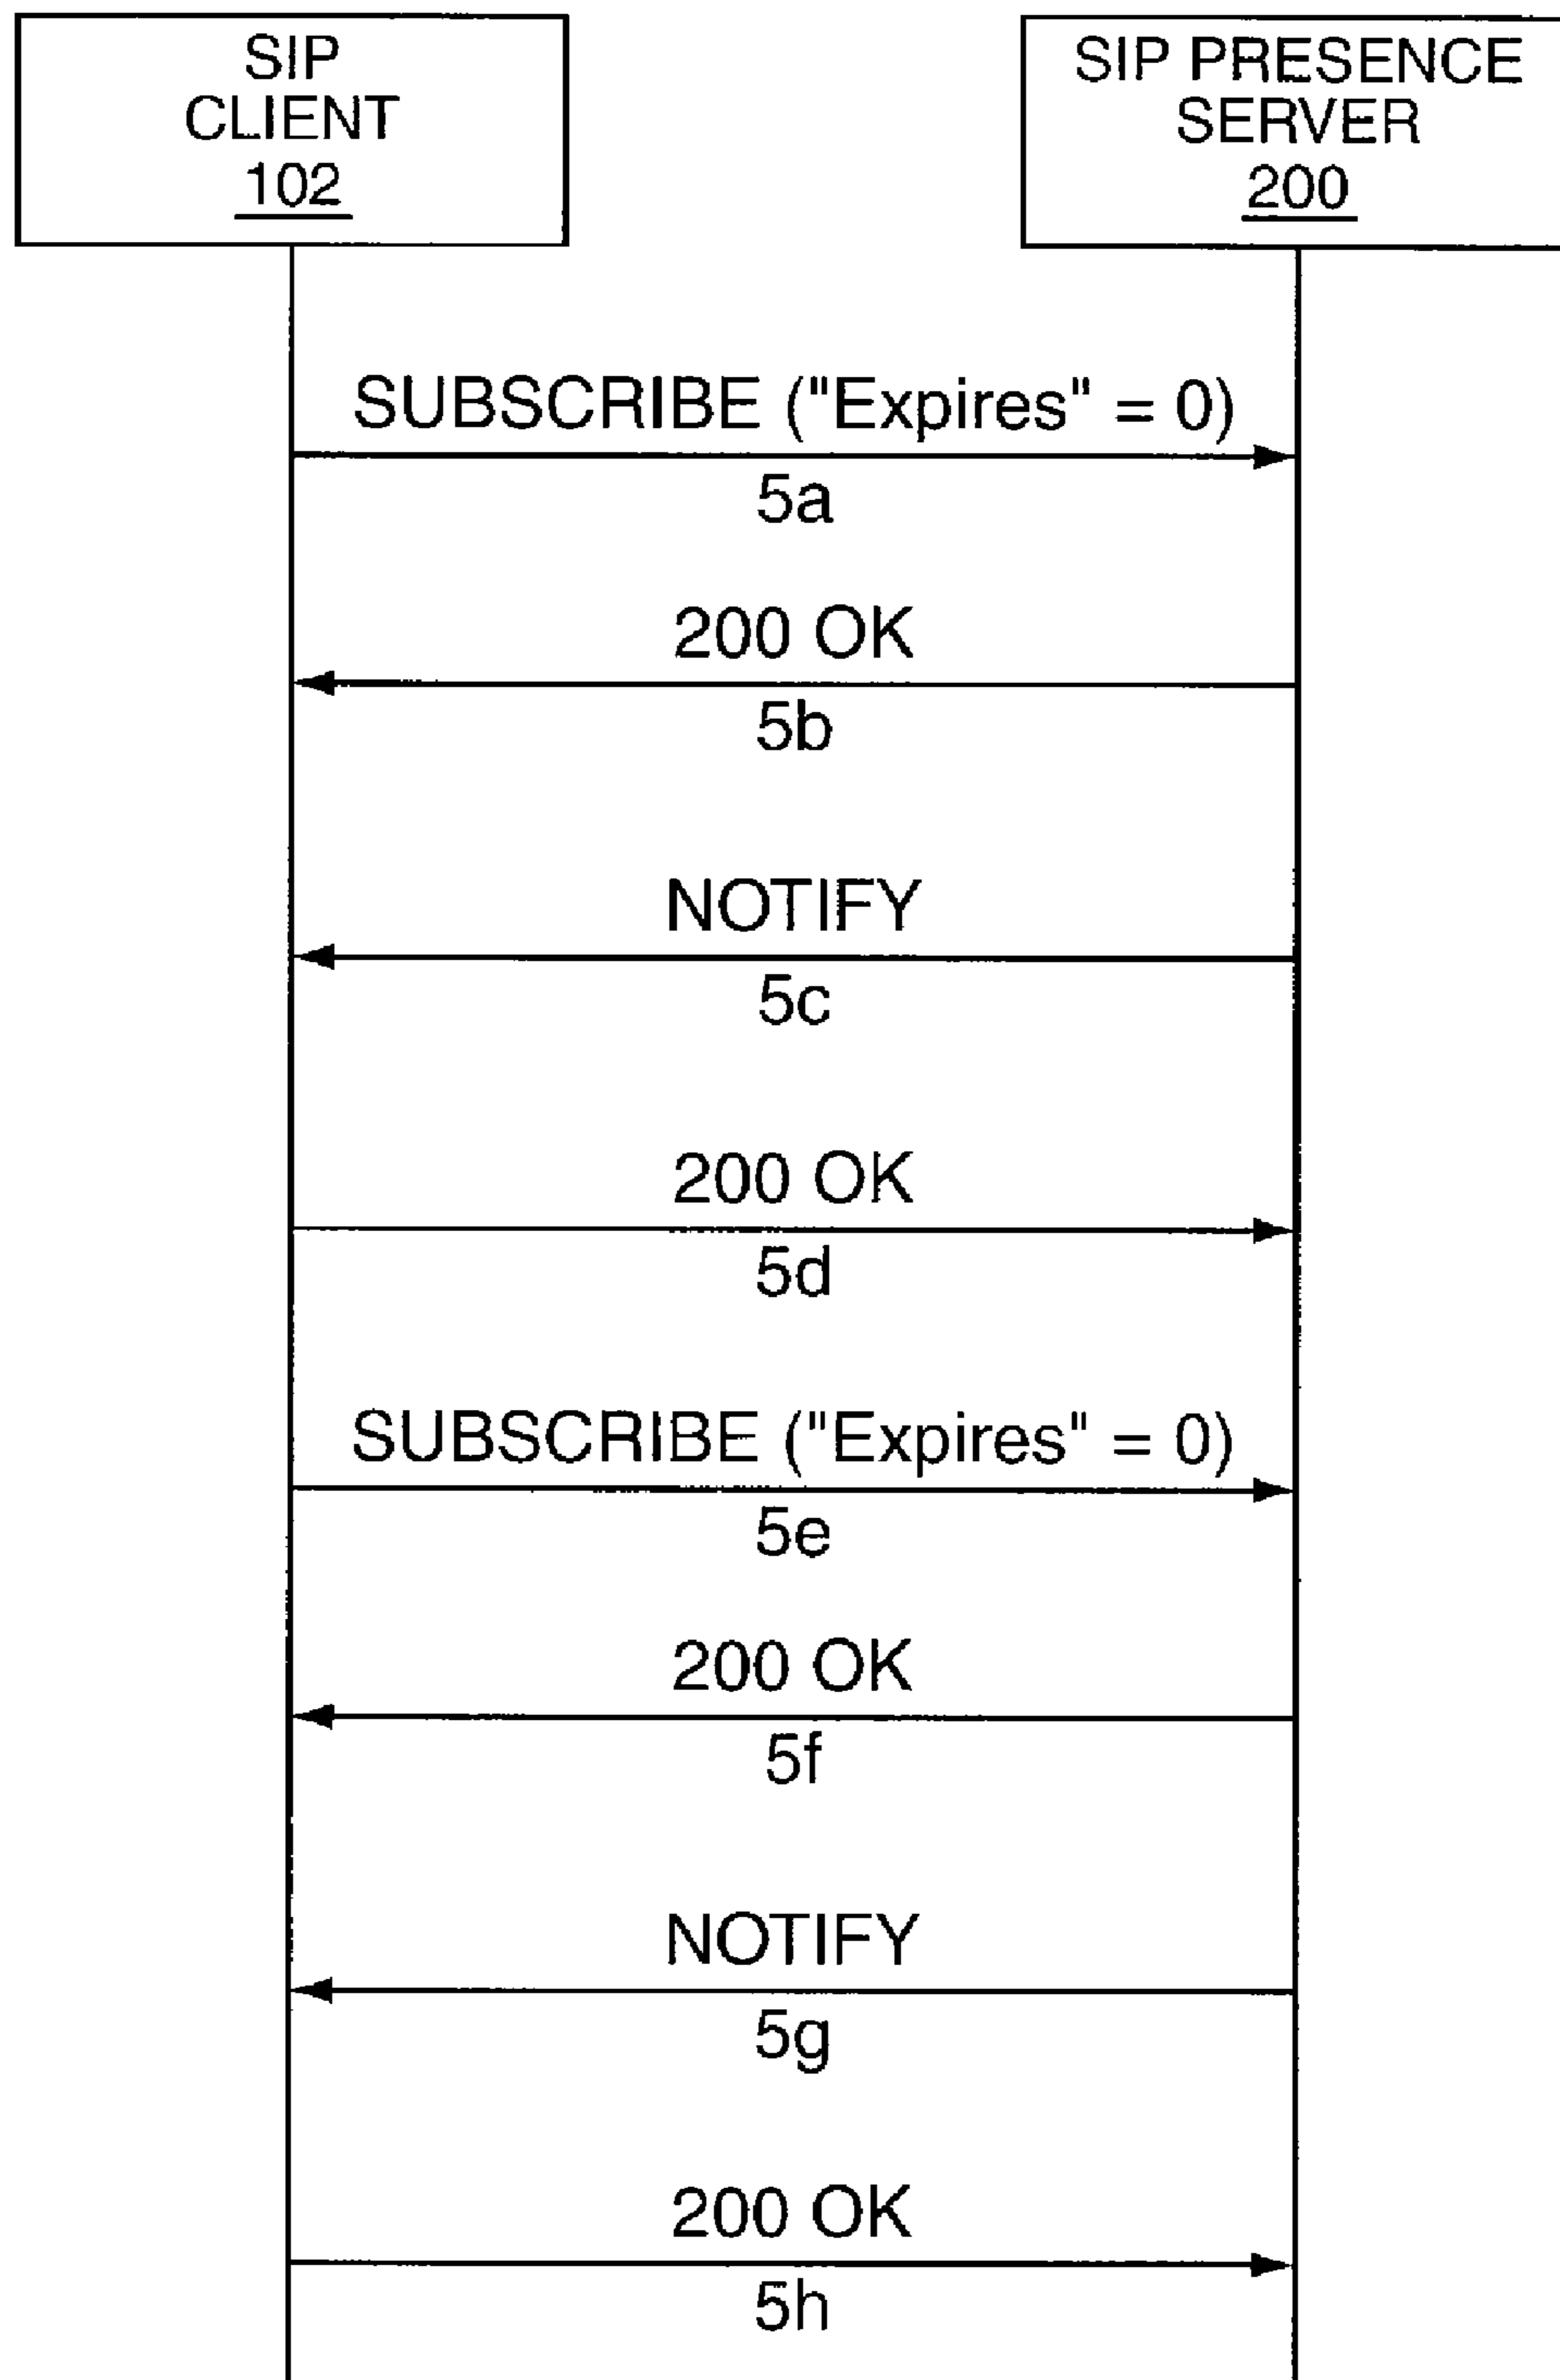 SIP
CLIENT
102
SIP PRESENCE
SERVER
200
SUBSCRIBE ("Expires" = 0)
5a
200 OK
5b
NOTIFY
5c
200 OK
5d
SUBSCRIBE ("Expires" = 0)
5e
200 OK
5f
NOTIFY
5g
200 OK
5h